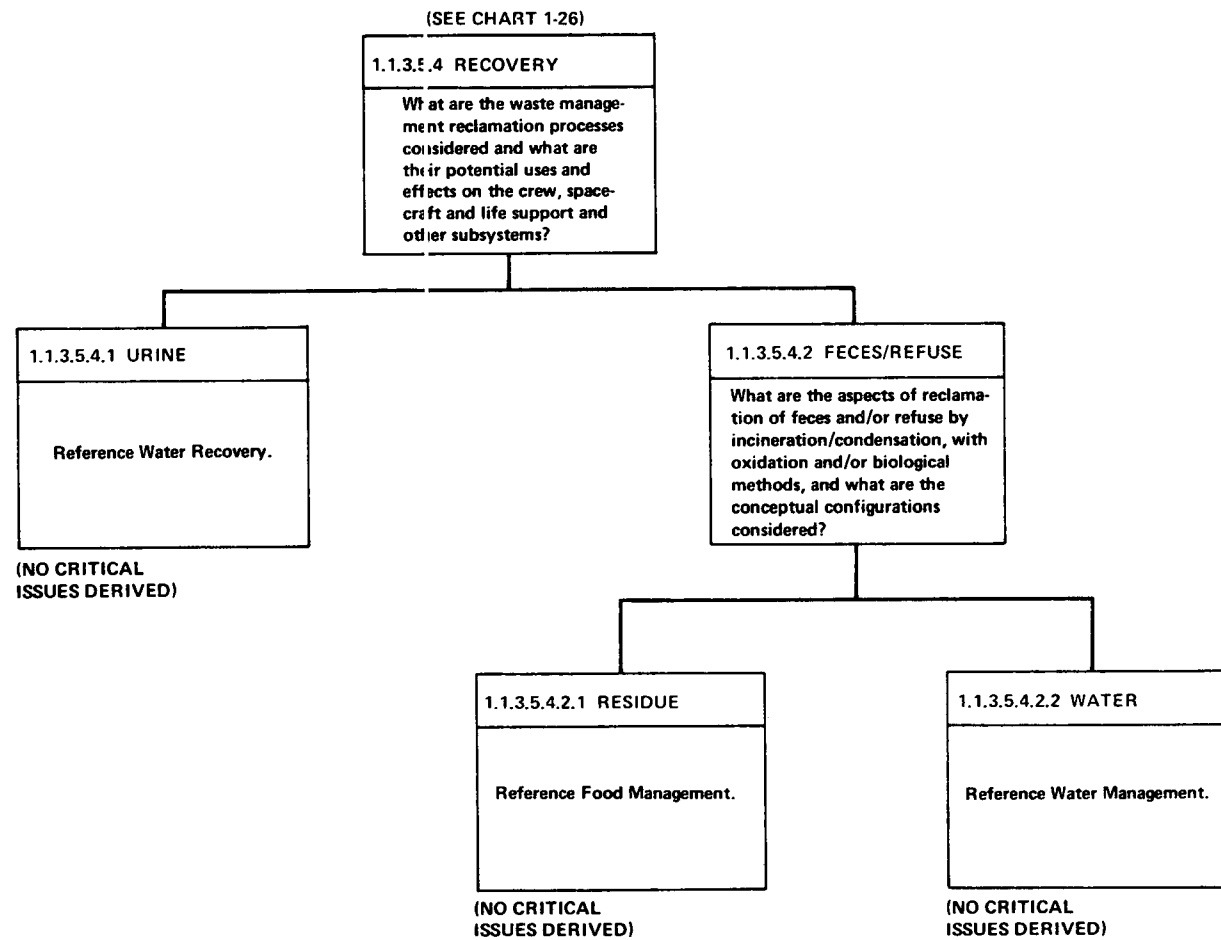 (SEE CHART 1-26)
1.1.3.5.4 RECOVERY
What are the waste manage-
ment reclamation processes
considered and what are
their potential uses and
effects on the crew, space-
craft and life support and
other subsystems?
1.1.3.5.4.1 URINE
Reference Water Recovery.
(NO CRITICAL
ISSUES DERIVED)
1.1.3.5.4.2 FECES/REFUSE
What are the aspects of reclama-
tion of feces and/or refuse by
incineration/condensation, with
oxidation and/or biological
methods, and what are the
conceptual configurations
considered?
1.1.3.5.4.2.1 RESIDUE
Reference Food Management.
(NO CRITICAL
ISSUES DERIVED)
1.1.3.5.4.2.2 WATER
Reference Water Management.
(NO CRITICAL
ISSUES DERIVED)